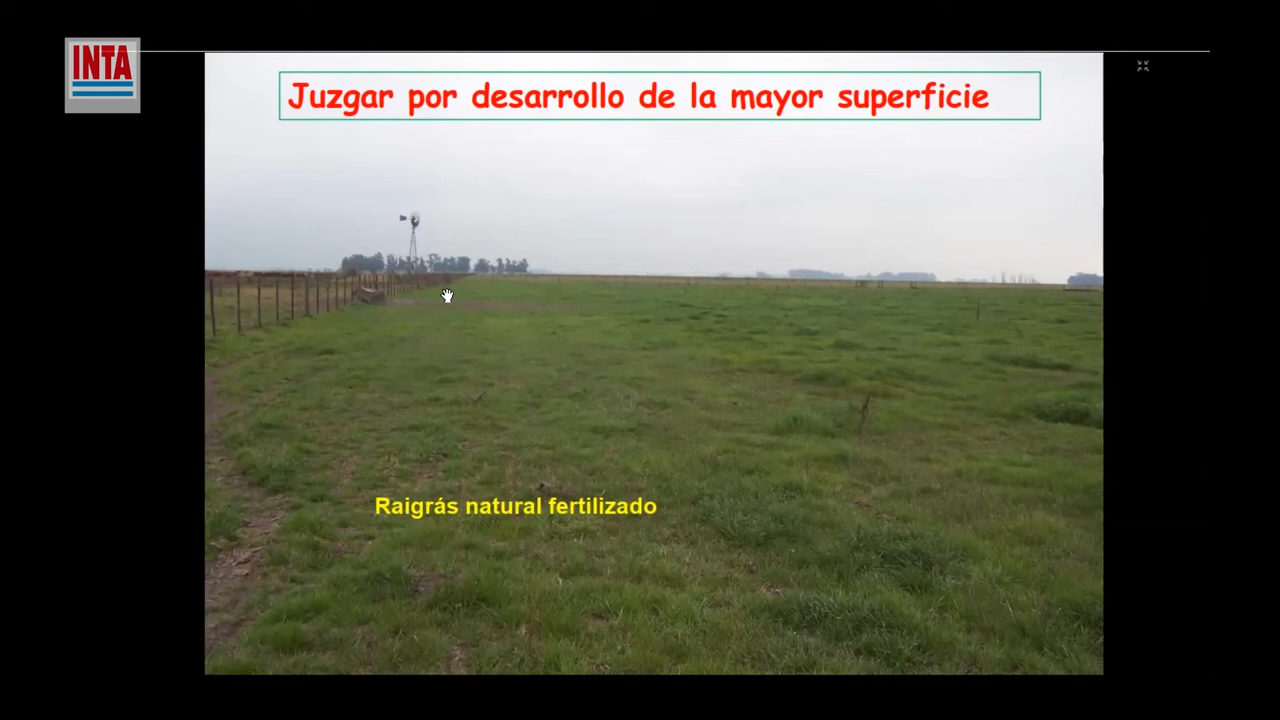 INTA
Juzgar por desarrollo de la mayor superficie
Raigrás natural fertilizado